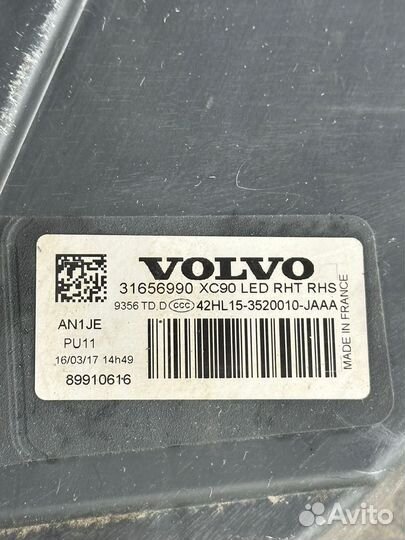 VOLVO
31656990 XC90 LED RHT RHS
9356 TD.D CCC 42HL15-3520010-JAAA
AN1JE
PU11
16/03/17 14h49
89910616
MADE IN FRANCE
Avito